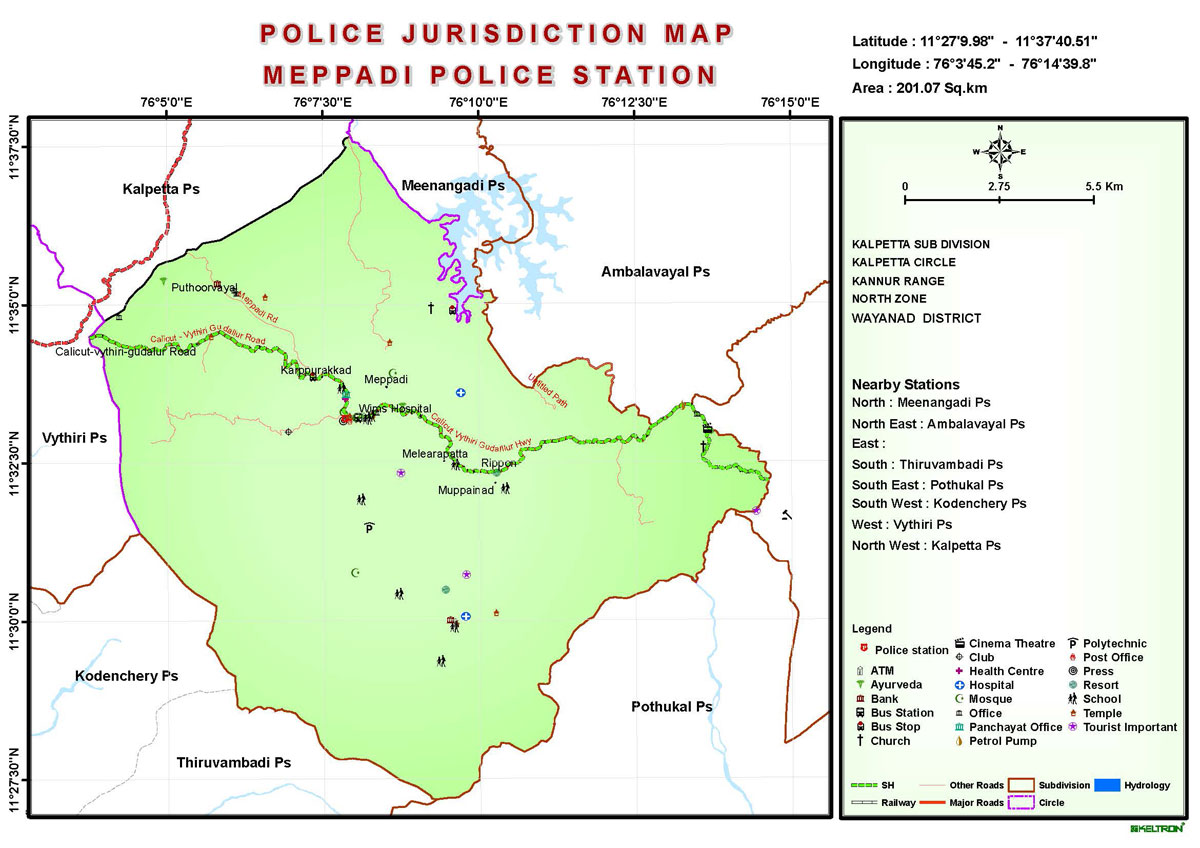 POLICE JURISDICTION MAP
MEPPADI POLICE STATION
Latitude : 11°27'9.98" - 11°37'40.51"
Longitude : 76°3'45.2" - 76°14'39.8"
Area : 201.07 Sq.km
76°5'0"E
76°7'30"E
76°10'0"E
76°12'30"E
76°15'0"E
11°37'30"N
11°35'0"N
11°32'30"N
11°30'0"N
11°27'30"N
Kalpetta Ps
Meenangadi Ps
Ambalavayal Ps
Puthoorvayal
Meppadi Rd
Calicut - Vythiri Gudallur Road
Calicut-vythiri-gudalur Road
Karppurakkad
Meppadi
Untitled Path
Wims Hospital
Calicut Vythiri Gudallur Hwy
Vythiri Ps
Melearapatta
Rippon
Muppainad
Kodenchery Ps
Pothukal Ps
Thiruvambadi Ps
N
W
E
S
0
2.75
5.5 Km
KALPETTA SUB DIVISION
KALPETTA CIRCLE
KANNUR RANGE
NORTH ZONE
WAYANAD DISTRICT
Nearby Stations
North : Meenangadi Ps
North East : Ambalavayal Ps
East :
South : Thiruvambadi Ps
South East : Pothukal Ps
South West : Kodenchery Ps
West : Vythiri Ps
North West : Kalpetta Ps
Legend
Police station
ATM
Ayurveda
Bank
Bus Station
Bus Stop
Church
Cinema Theatre
Club
Health Centre
Hospital
Mosque
Office
Panchayat Office
Petrol Pump
Polytechnic
Post Office
Press
Resort
School
Temple
Tourist Important
SH
Other Roads
Subdivision
Hydrology
Railway
Major Roads
Circle
KELTRON